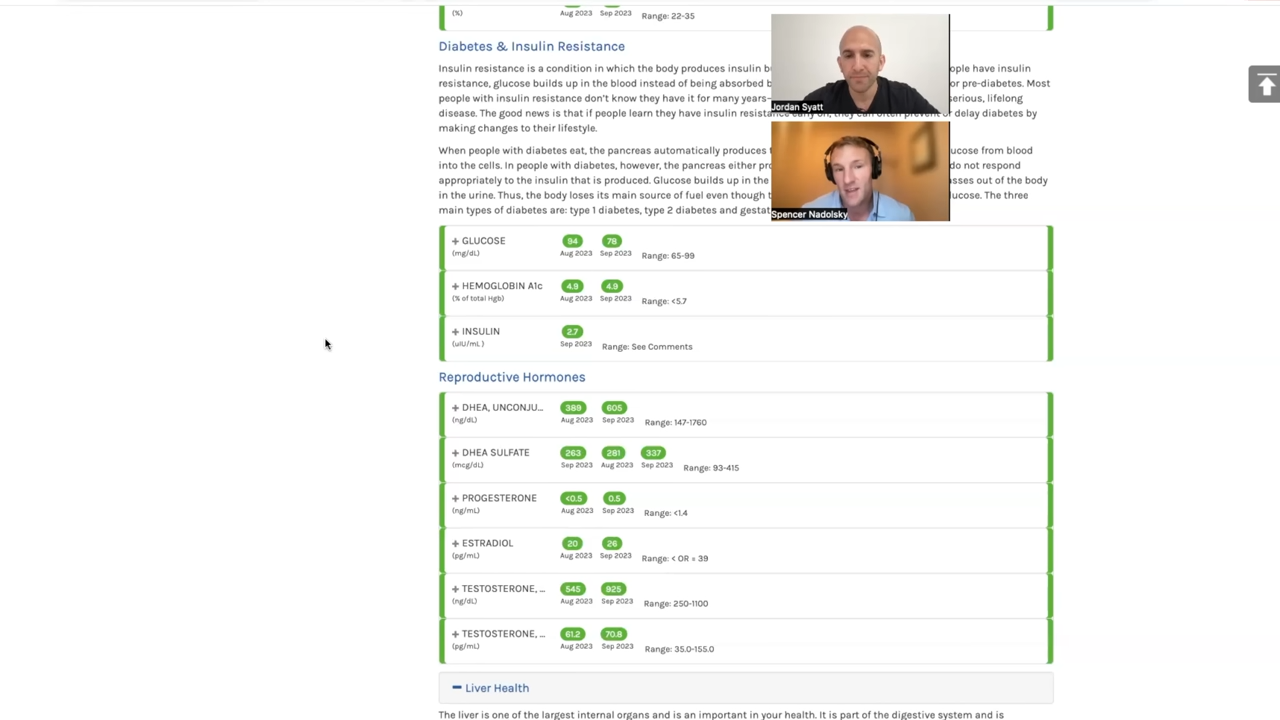 (%)
Aug 2023 Sep 2023 Range: 22-35
Diabetes & Insulin Resistance
Insulin resistance is a condition in which the body produces insulin b ople have insulin
resistance, glucose builds up in the blood instead of being absorbed b or pre-diabetes. Most
people with insulin resistance don't know they have it for many years- serious, lifelong
disease. The good news is that if people learn they have insulin resistance early on, they can often prevent or delay diabetes by
making changes to their lifestyle.
When people with diabetes eat, the pancreas automatically produces ucose from blood
into the cells. In people with diabetes, however, the pancreas either pro do not respond
appropriately to the insulin that is produced. Glucose builds up in the asses out of the body
in the urine. Thus, the body loses its main source of fuel even though lucose. The three
main types of diabetes are: type 1 diabetes, type 2 diabetes and gestat
Jordan Syatt
Spencer Nadolsky
+ GLUCOSE 94 78
(mg/dL) Aug 2023 Sep 2023 Range: 65-99
+ HEMOGLOBIN A1c 4.9 4.9
(% of total Hgb) Aug 2023 Sep 2023 Range: <5.7
+ INSULIN 2.7
(uIU/mL ) Sep 2023 Range: See Comments
Reproductive Hormones
+ DHEA, UNCONJU... 389 605
(ng/dL) Aug 2023 Sep 2023 Range: 147-1760
+ DHEA SULFATE 263 281 337
(mcg/dL) Sep 2023 Aug 2023 Sep 2023 Range: 93-415
+ PROGESTERONE <0.5 0.5
(ng/mL) Aug 2023 Sep 2023 Range: <1.4
+ ESTRADIOL 20 26
(pg/mL) Aug 2023 Sep 2023 Range: < OR = 39
+ TESTOSTERONE, ... 545 925
(ng/dL) Aug 2023 Sep 2023 Range: 250-1100
+ TESTOSTERONE, ... 61.2 70.8
(pg/mL) Aug 2023 Sep 2023 Range: 35.0-155.0
Liver Health
The liver is one of the largest internal organs and is an important in your health. It is part of the digestive system and is